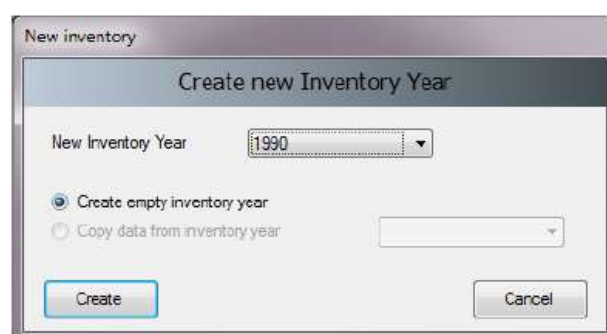 New inventory
Create new Inventory Year
New Inventory Year 1990
Create empty inventory year
Copy data from inventory year
Create Cancel